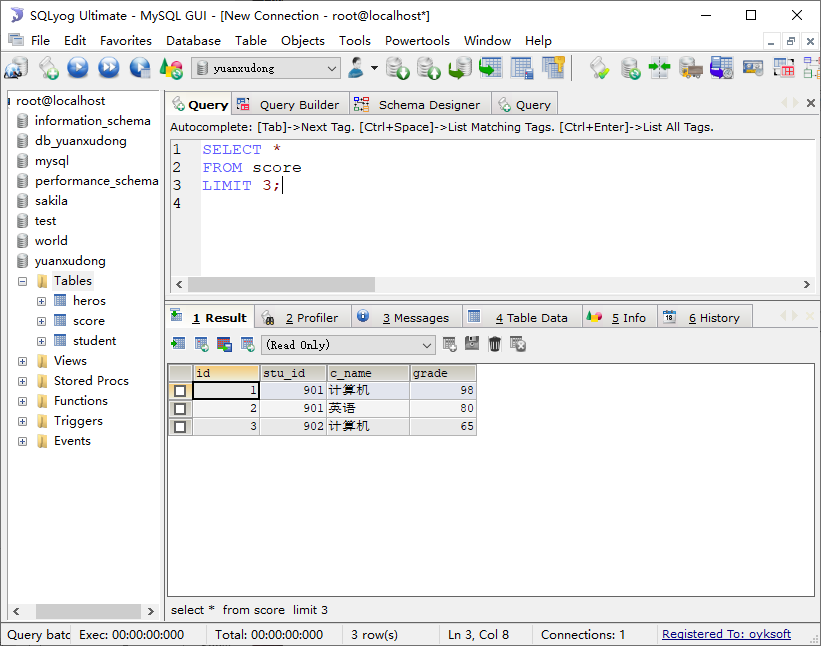 SQLyog Ultimate - MySQL GUI - [New Connection - root@localhost*]
File Edit Favorites Database Table Objects Tools Powertools Window Help
yuanxudong
root@localhost
information_schema
db_yuanxudong
mysql
performance_schema
sakila
test
world
yuanxudong
Tables
heros
score
student
Views
Stored Procs
Functions
Triggers
Events
Query Query Builder Schema Designer Query
Autocomplete: [Tab]->Next Tag. [Ctrl+Space]->List Matching Tags. [Ctrl+Enter]->List All Tags.
1 SELECT *
2 FROM score
3 LIMIT 3;
4
1 Result 2 Profiler 3 Messages 4 Table Data 5 Info 6 History
(Read Only)
id stu_id c_name grade
1 901 计算机 98
2 901 英语 80
3 902 计算机 65
select * from score limit 3
Query batc Exec: 00:00:00:000 Total: 00:00:00:000 3 row(s) Ln 3, Col 8 Connections: 1 Registered To: oyksoft